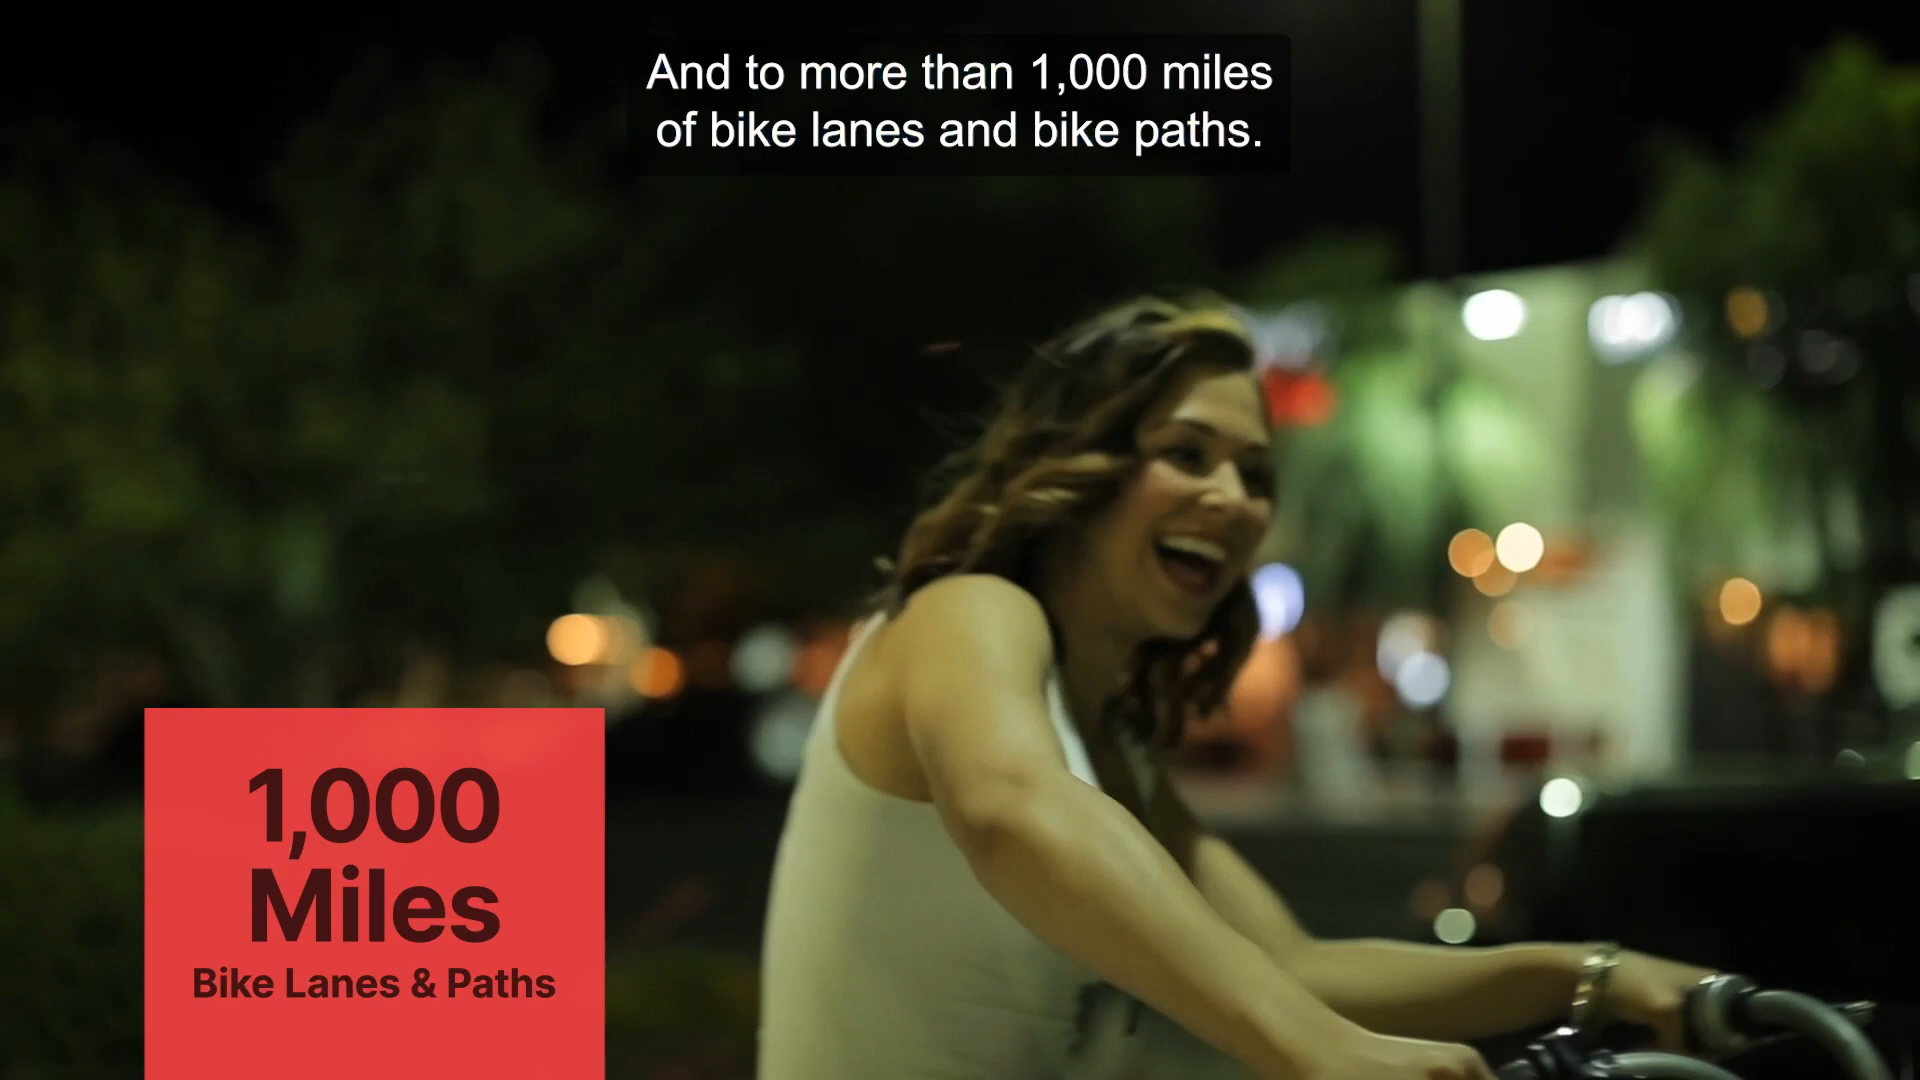 And to more than 1,000 miles
of bike lanes and bike paths.
1,000
Miles
Bike Lanes & Paths